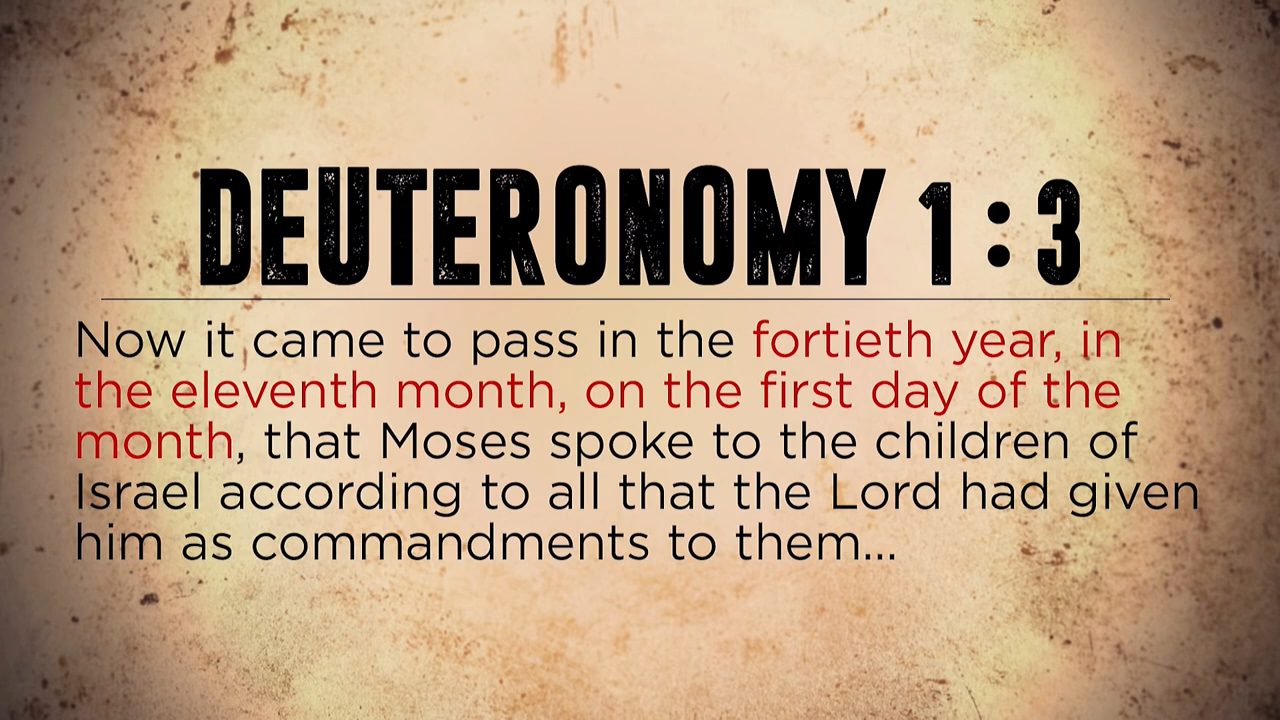 DEUTERONOMY 1:3
Now it came to pass in the fortieth year, in
the eleventh month, on the first day of the
month, that Moses spoke to the children of
Israel according to all that the Lord had given
him as commandments to them...